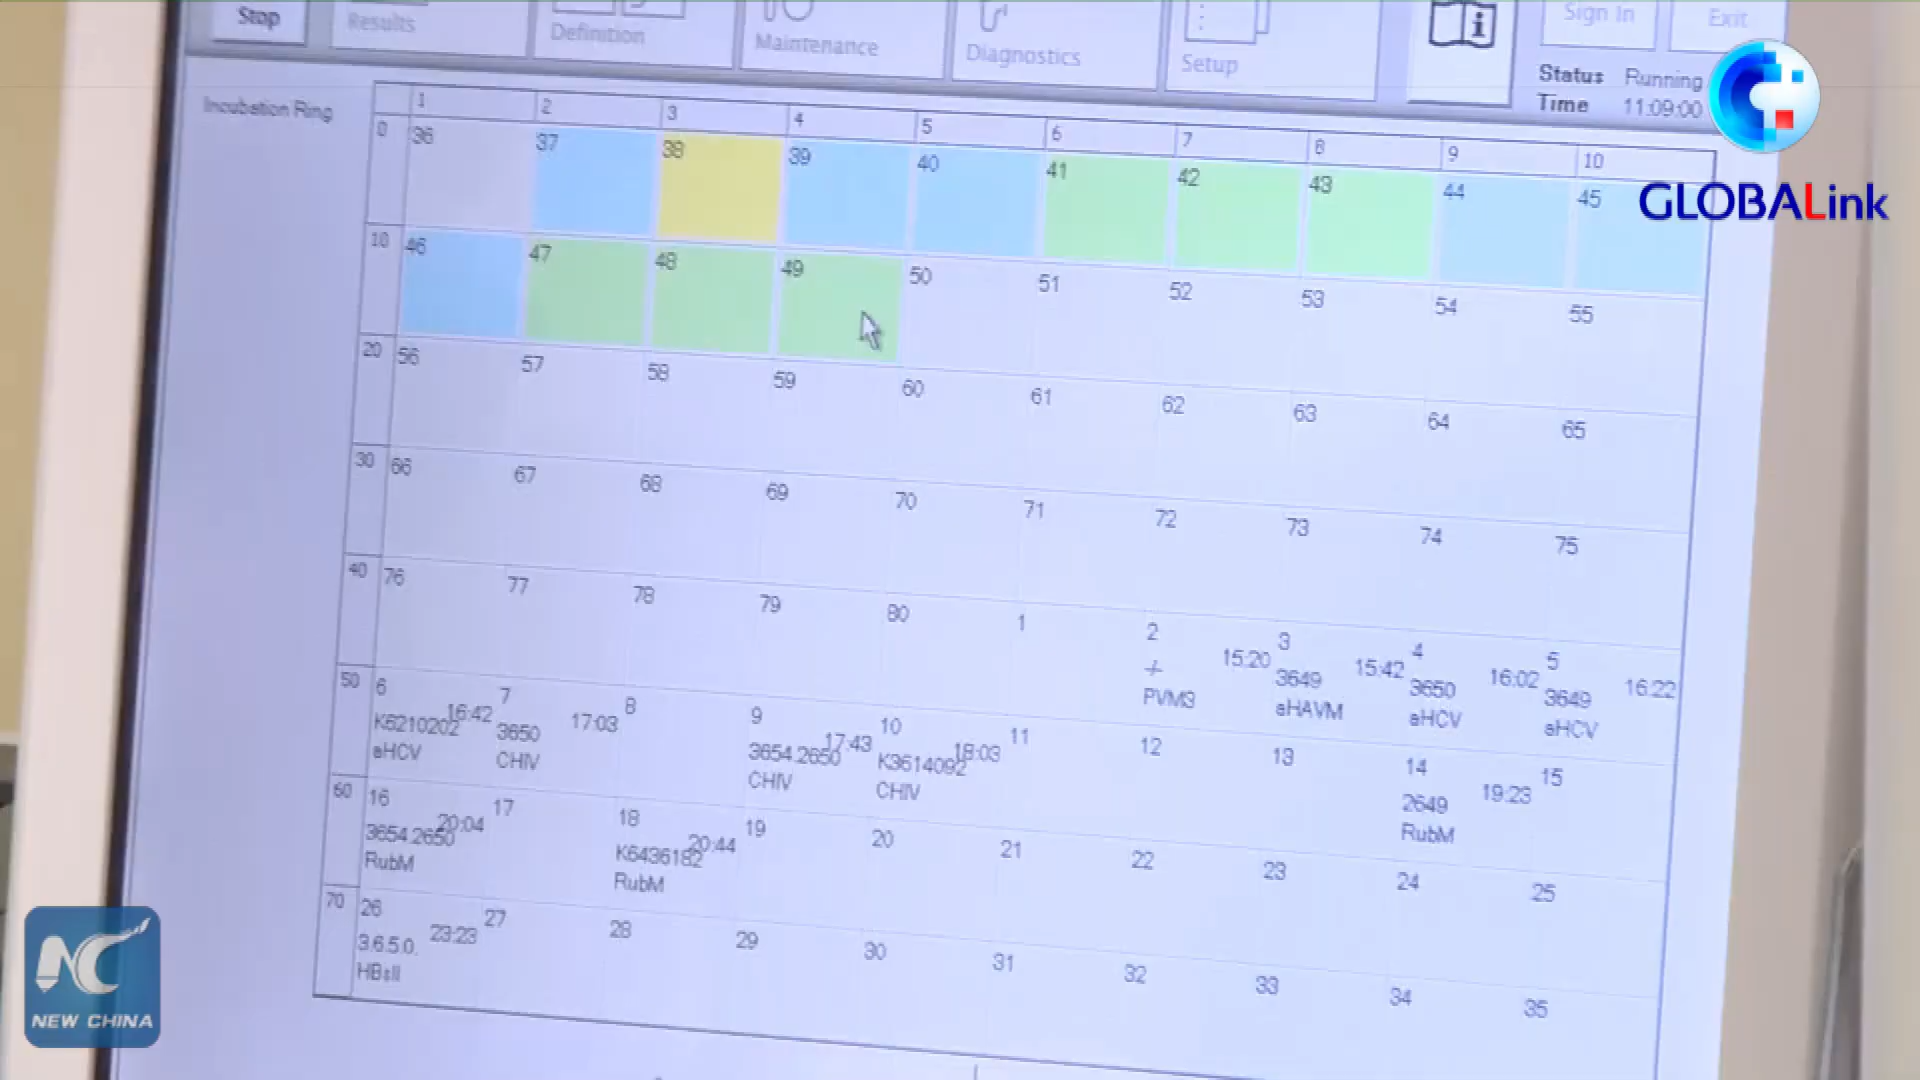 Stop
Results
Definition
Maintenance
Diagnostics
Setup
Sign In
Exit
Status Running
Time 11:09:00
GLOBALink
Incubation Ring
1 2 3 4 5 6 7 8 9 10
0 36 37 38 39 40 41 42 43 44 45
10 46 47 48 49 50 51 52 53 54 55
20 56 57 58 59 60 61 62 63 64 65
30 66 67 68 69 70 71 72 73 74 75
40 76 77 78 79 80 1 2 3 4 5
15:20 15:42 16:02 16:22
-/- 3649 3650 3649
PVM3 aHAVM aHCV aHCV
50 6 7 8 9 10 11 12 13 14 15
16:42 17:03 17:43 18:03 19:23
K6210202 3650 3654.2650 K3614092 2649
aHCV CHIV CHIV CHIV RubM
60 16 17 18 19 20 21 22 23 24 25
20:04 20:44
3654.2650 K6436182
RubM RubM
70 26 27 28 29 30 31 32 33 34 35
23:23
3.6.5.0.
HBsII
NC
NEW CHINA